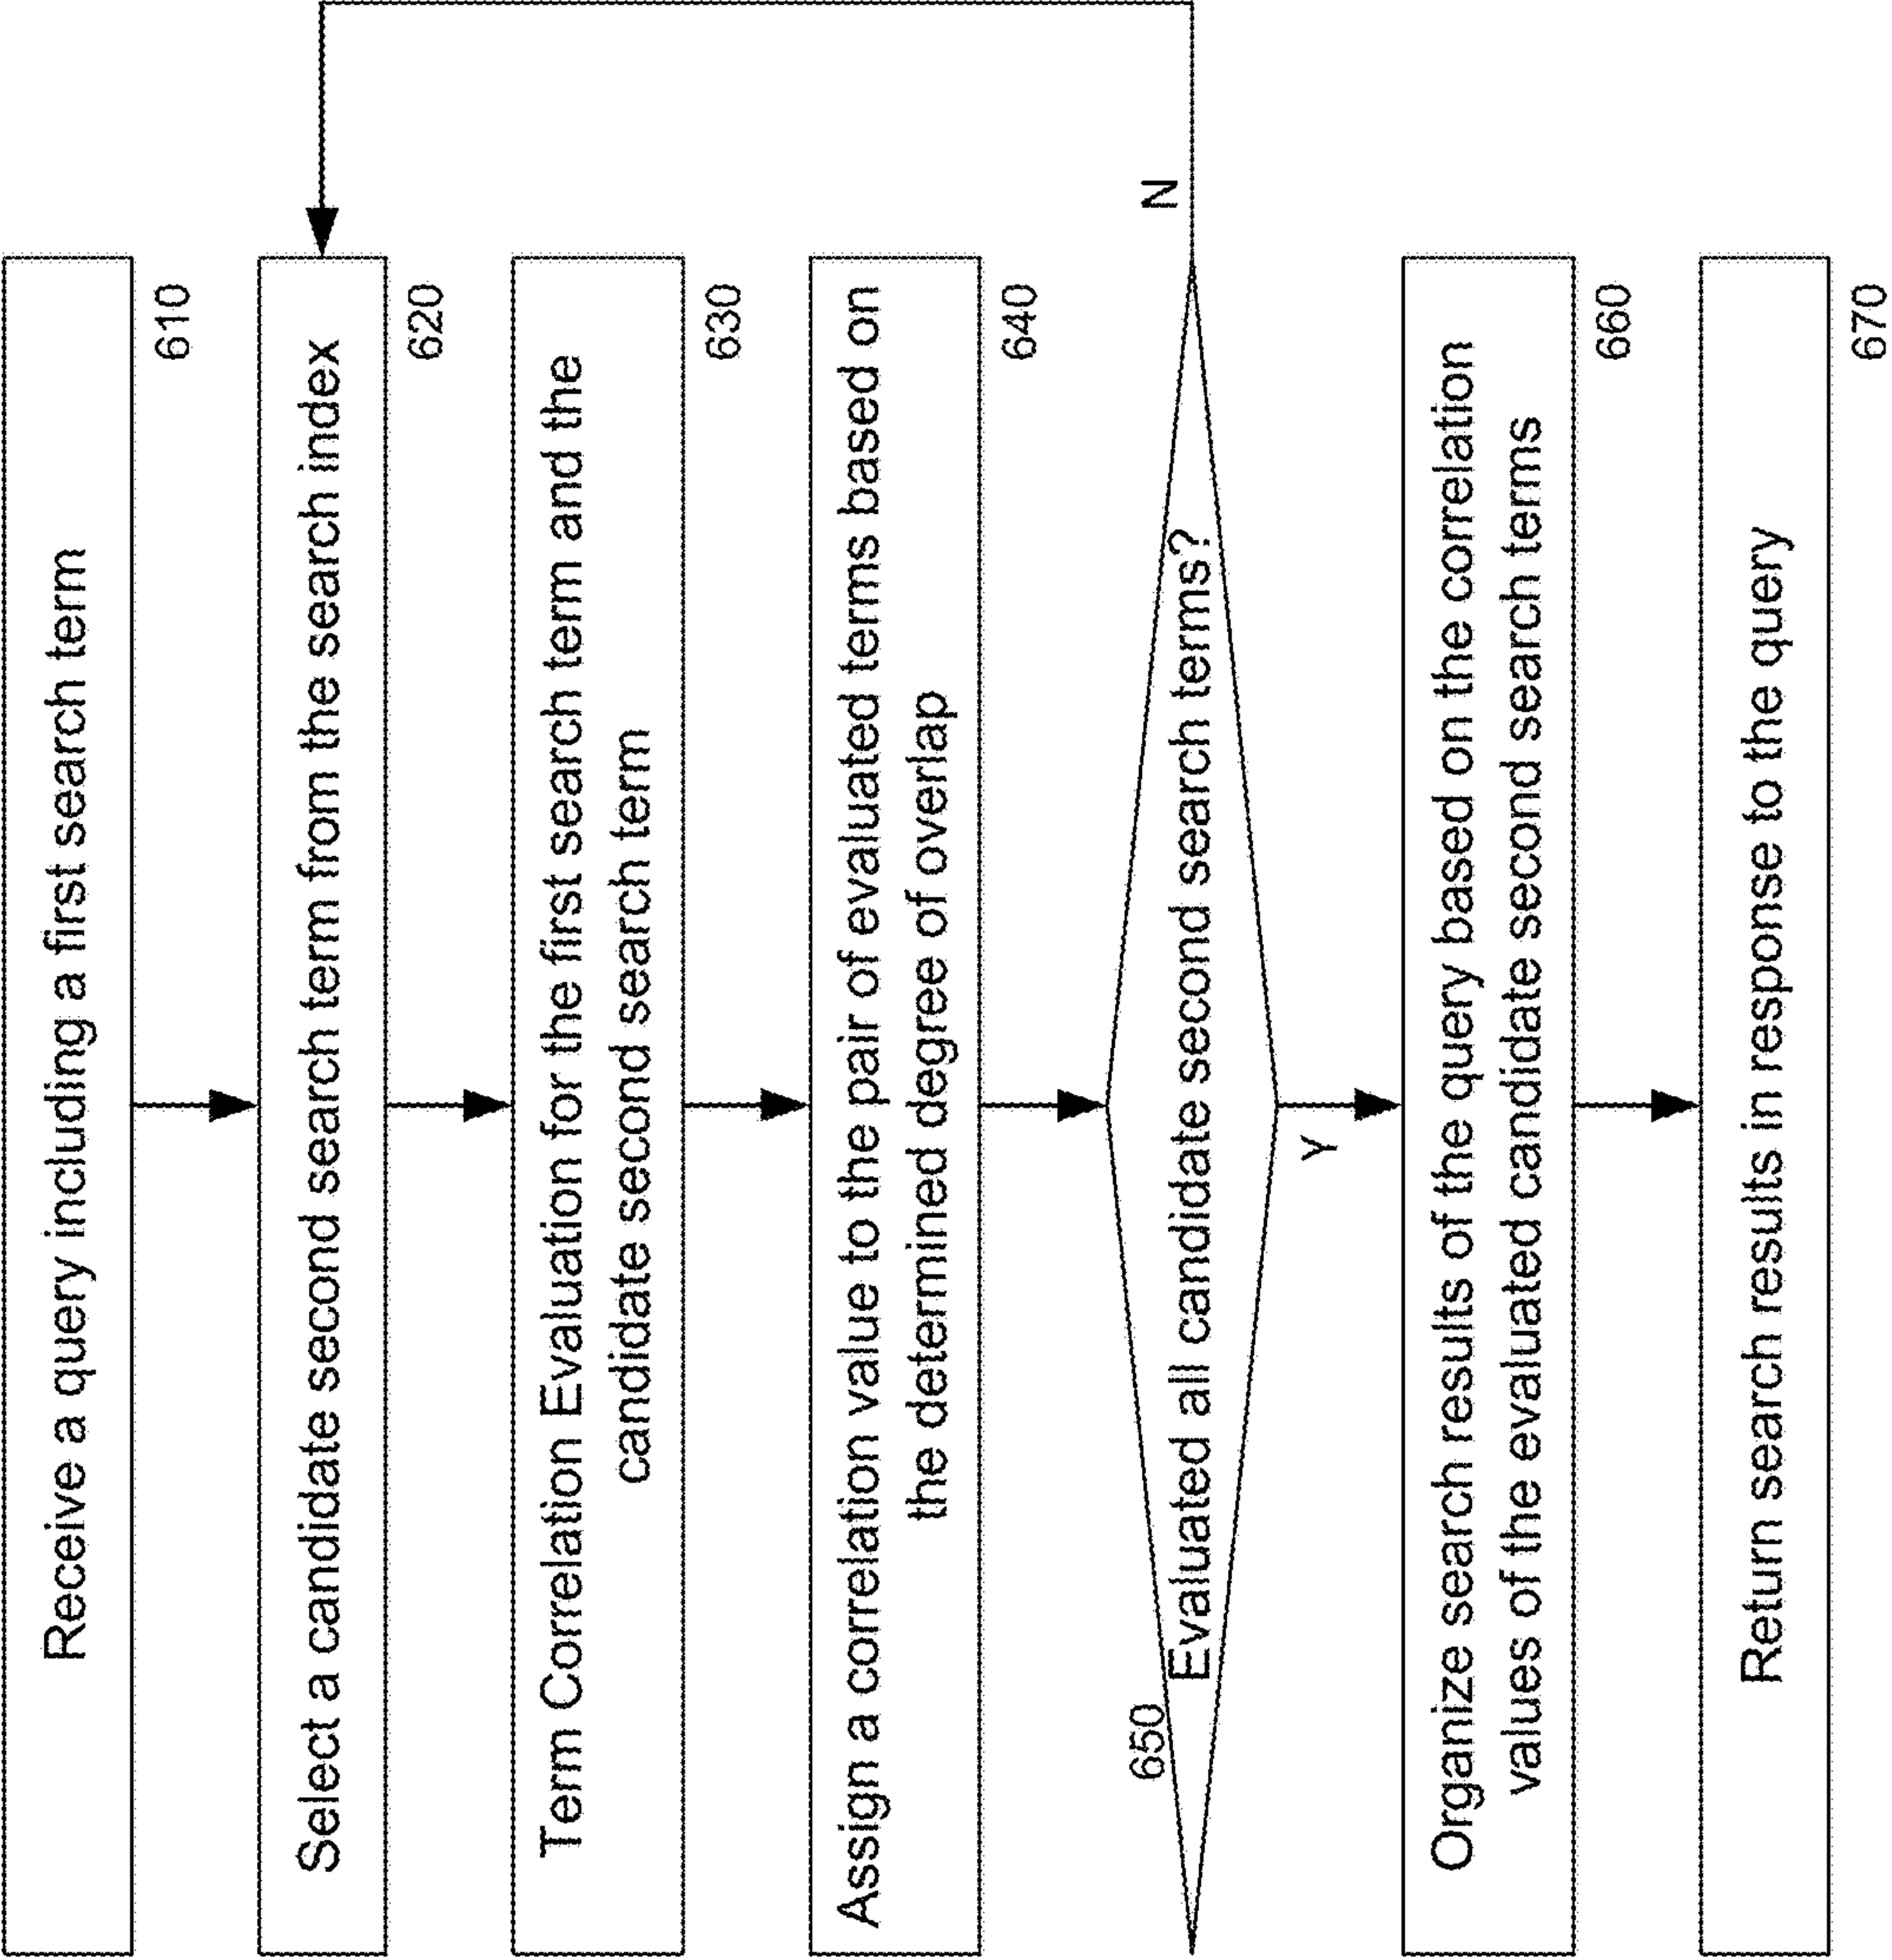 Receive a query including a first search term
610
Select a candidate second search term from the search index
620
Term Correlation Evaluation for the first search term and the
candidate second search term
630
Assign a correlation value to the pair of evaluated terms based on
the determined degree of overlap
640
650
Evaluated all candidate second search terms?
N
Y
Organize search results of the query based on the correlation
values of the evaluated candidate second search terms
660
Return search results in response to the query
670